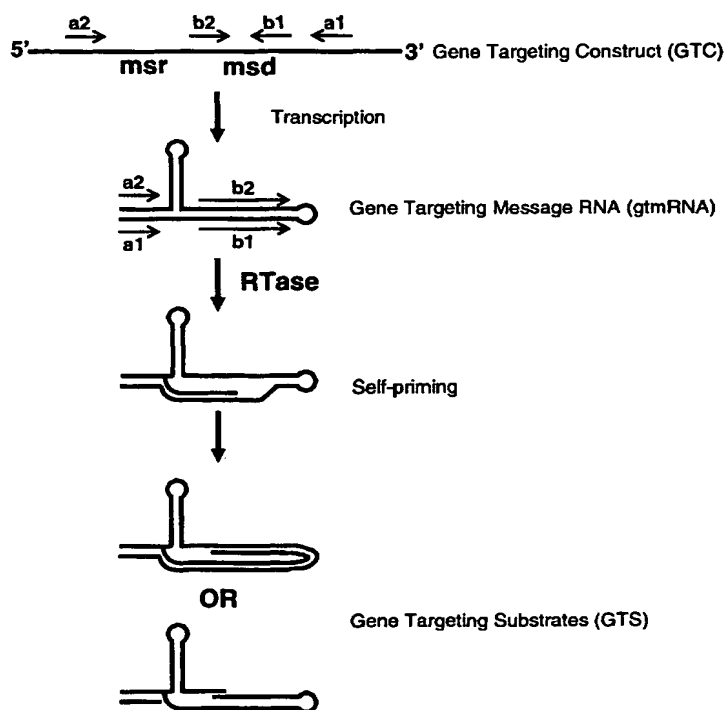 a2 b2 b1 a1
5' 3' Gene Targeting Construct (GTC)
msr msd
Transcription
a2 b2
Gene Targeting Message RNA (gtmRNA)
a1 b1
RTase
Self-priming
OR
Gene Targeting Substrates (GTS)